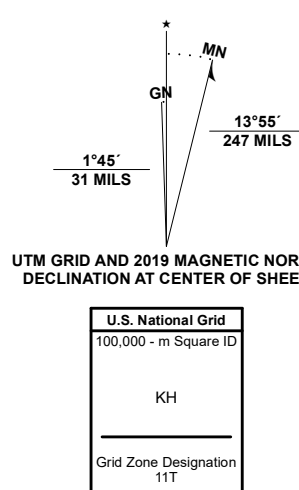 ★
MN
GN
13°55´
247 MILS
1°45´
31 MILS
UTM GRID AND 2019 MAGNETIC NOR
DECLINATION AT CENTER OF SHEE
U.S. National Grid
100,000 - m Square ID
KH
Grid Zone Designation
11T